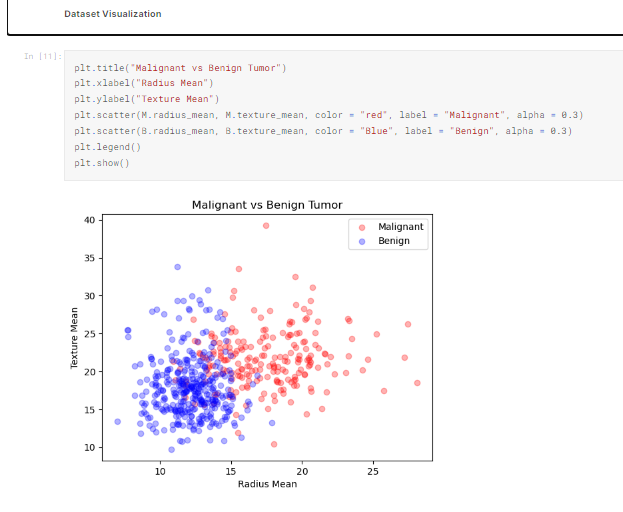 Dataset Visualization
In [11]:
plt.title("Malignant vs Benign Tumor")
plt.xlabel("Radius Mean")
plt.ylabel("Texture Mean")
plt.scatter(M.radius_mean, M.texture_mean, color = "red", label = "Malignant", alpha = 0.3)
plt.scatter(B.radius_mean, B.texture_mean, color = "Blue", label = "Benign", alpha = 0.3)
plt.legend()
plt.show()
Malignant vs Benign Tumor
Malignant
Benign
Texture Mean
40
35
30
25
20
15
10
10 15 20 25
Radius Mean